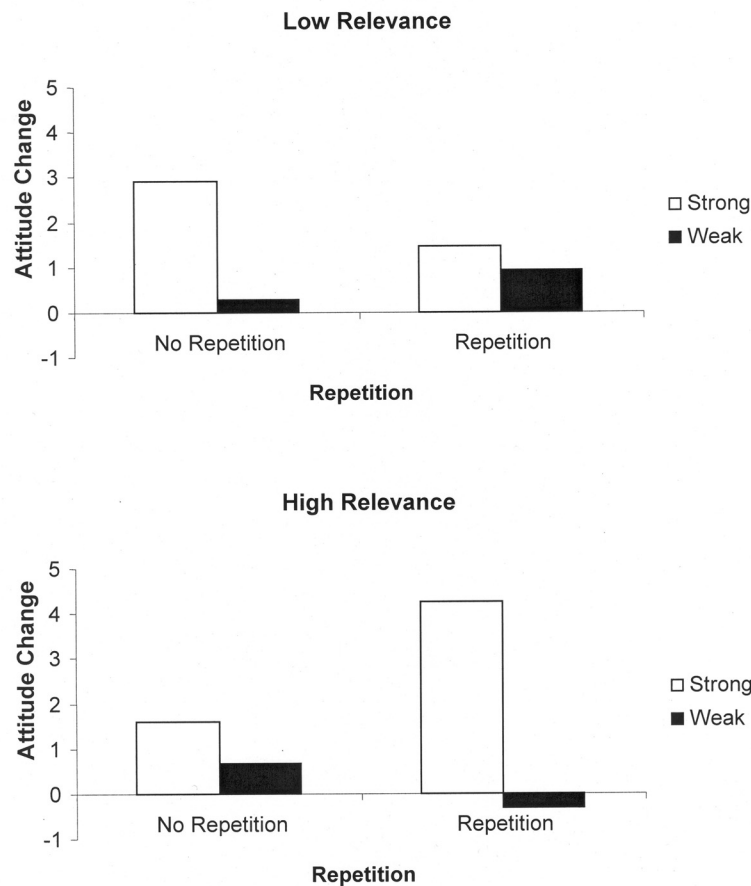 Low Relevance
5
4
3
2
1
0
-1
Attitude Change
No Repetition Repetition
Repetition
Strong
Weak
High Relevance
5
4
3
2
1
0
-1
Attitude Change
No Repetition Repetition
Repetition
Strong
Weak